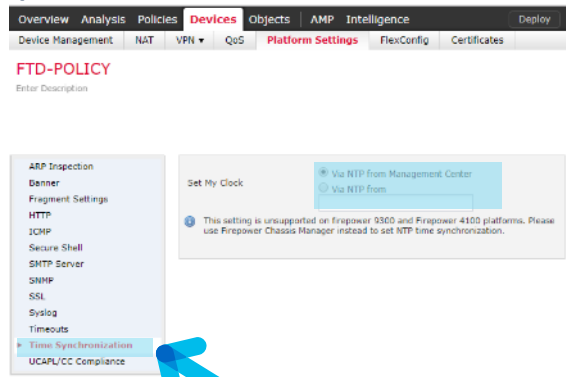 Overview Analysis Policies Devices Objects AMP Intelligence Deploy
Device Management NAT VPN QoS Platform Settings FlexConfig Certificates
FTD-POLICY
Enter Description
ARP Inspection
Banner
Fragment Settings
HTTP
ICMP
Secure Shell
SMTP Server
SNMP
SSL
Syslog
Timeouts
Time Synchronization
UCAPL/CC Compliance
Set My Clock
Via NTP from Management Center
Via NTP from
This setting is unsupported on firepower 9300 and Firepower 4100 platforms. Please
use Firepower Chassis Manager instead to set NTP time synchronization.